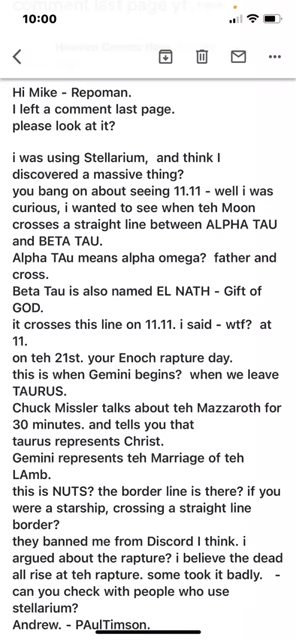 10:00
Hi Mike - Repoman.
I left a comment last page.
please look at it?
i was using Stellarium, and think I
discovered a massive thing?
you bang on about seeing 11.11 - well i was
curious, i wanted to see when teh Moon
crosses a straight line between ALPHA TAU
and BETA TAU.
Alpha TAu means alpha omega? father and
cross.
Beta Tau is also named EL NATH - Gift of
GOD.
it crosses this line on 11.11. i said - wtf? at
11.
on teh 21st. your Enoch rapture day.
this is when Gemini begins? when we leave
TAURUS.
Chuck Missler talks about teh Mazzaroth for
30 minutes. and tells you that
taurus represents Christ.
Gemini represents teh Marriage of teh
LAmb.
this is NUTS? the border line is there? if you
were a starship, crossing a straight line
border?
they banned me from Discord I think. i
argued about the rapture? i believe the dead
all rise at teh rapture. some took it badly. -
can you check with people who use
stellarium?
Andrew. - PAulTimson.